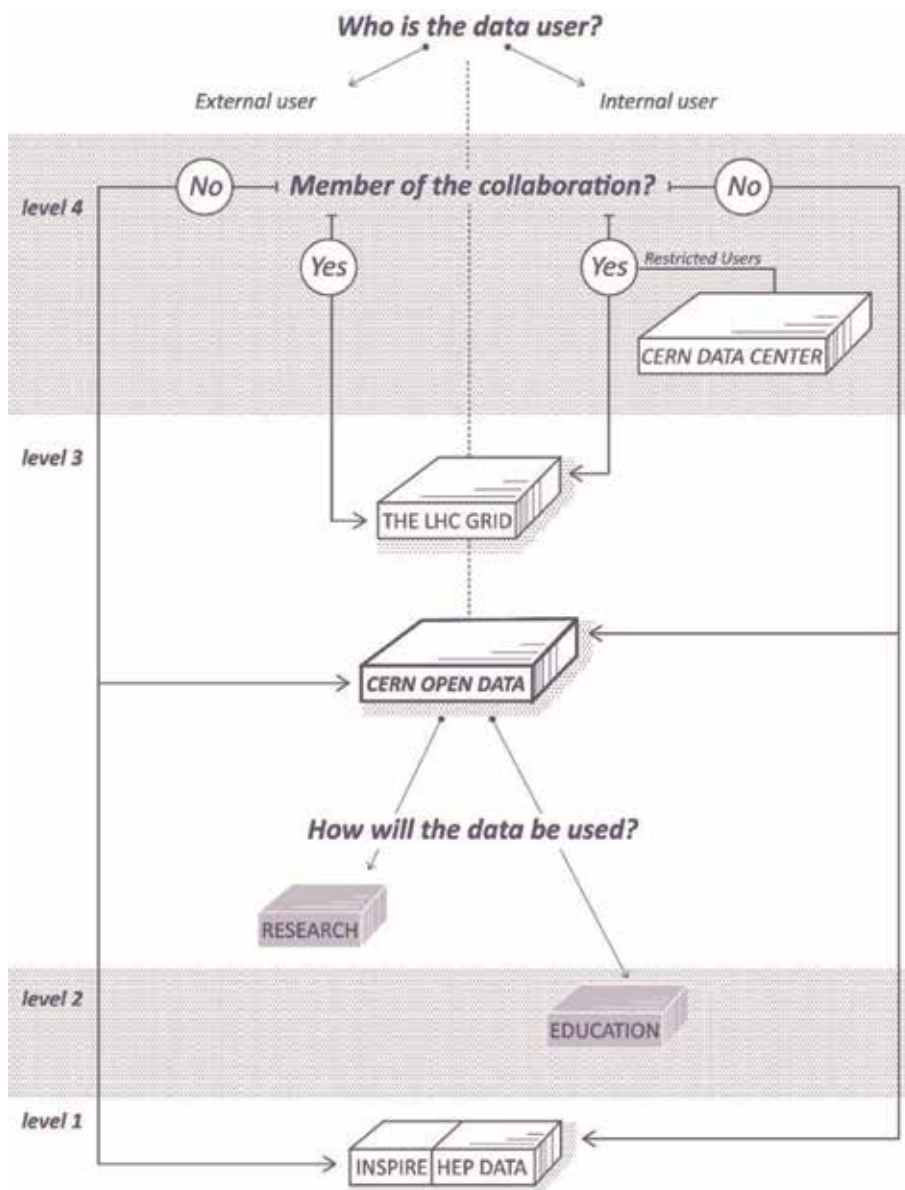 Who is the data user?
External user
Internal user
level 4
No
Member of the collaboration?
No
Yes
Yes
Restricted Users
CERN DATA CENTER
level 3
THE LHC GRID
CERN OPEN DATA
How will the data be used?
RESEARCH
level 2
EDUCATION
level 1
INSPIRE
HEP DATA